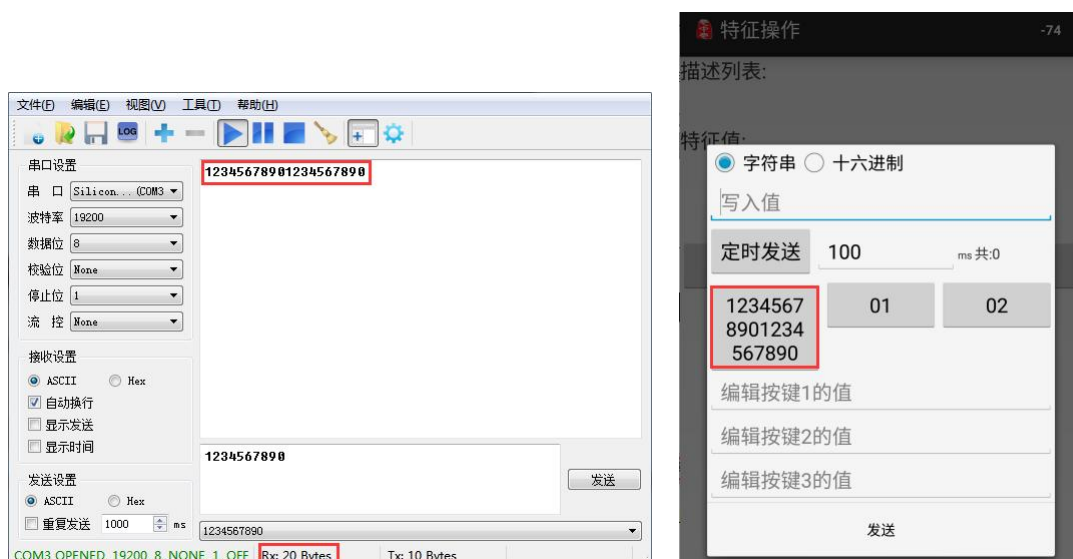 文件(F) 编辑(E) 视图(V) 工具(T) 帮助(H)
LOG
串口设置
串 口 Silicon... (COM3
波特率 19200
数据位 8
校验位 None
停止位 1
流 控 None
接收设置
ASCII Hex
自动换行
显示发送
显示时间
发送设置
ASCII Hex
重复发送 1000 ms
12345678901234567890
1234567890
发送
1234567890
COM3 OPENED, 19200, 8, NONE, 1, OFF Rx: 20 Bytes Tx: 10 Bytes
特征操作 -74
描述列表:
特征值:
字符串 十六进制
写入值
定时发送 100 ms 共:0
1234567
8901234
567890
01 02
编辑按键1的值
编辑按键2的值
编辑按键3的值
发送